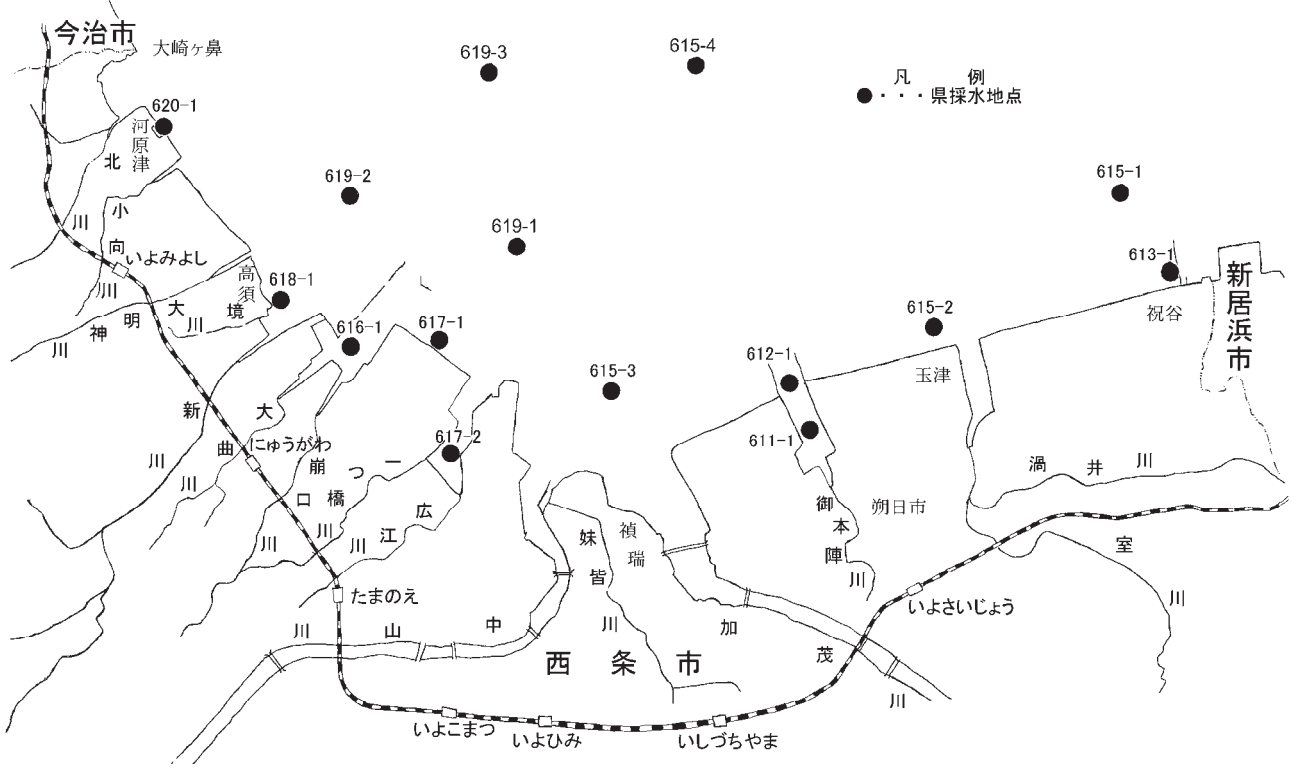 今治市
大崎ヶ鼻
619-3
615-4
凡　例
●・・・県採水地点
620-1
河原津
北川
619-2
615-1
小向川
619-1
613-1
いよみよし
高須
618-1
新居浜市
祝谷
大明神川
境川
616-1
617-1
615-2
612-1
玉津
615-3
新川
大曲川
にゅうがわ
617-2
611-1
崩口川
一つ橋川
渦井川
広江川
妹皆川
禎瑞
御本陣川
朔日市
室川
たまのえ
いよさいじょう
中山川
加茂川
西条市
いよこまつ
いよひみ
いしづちやま